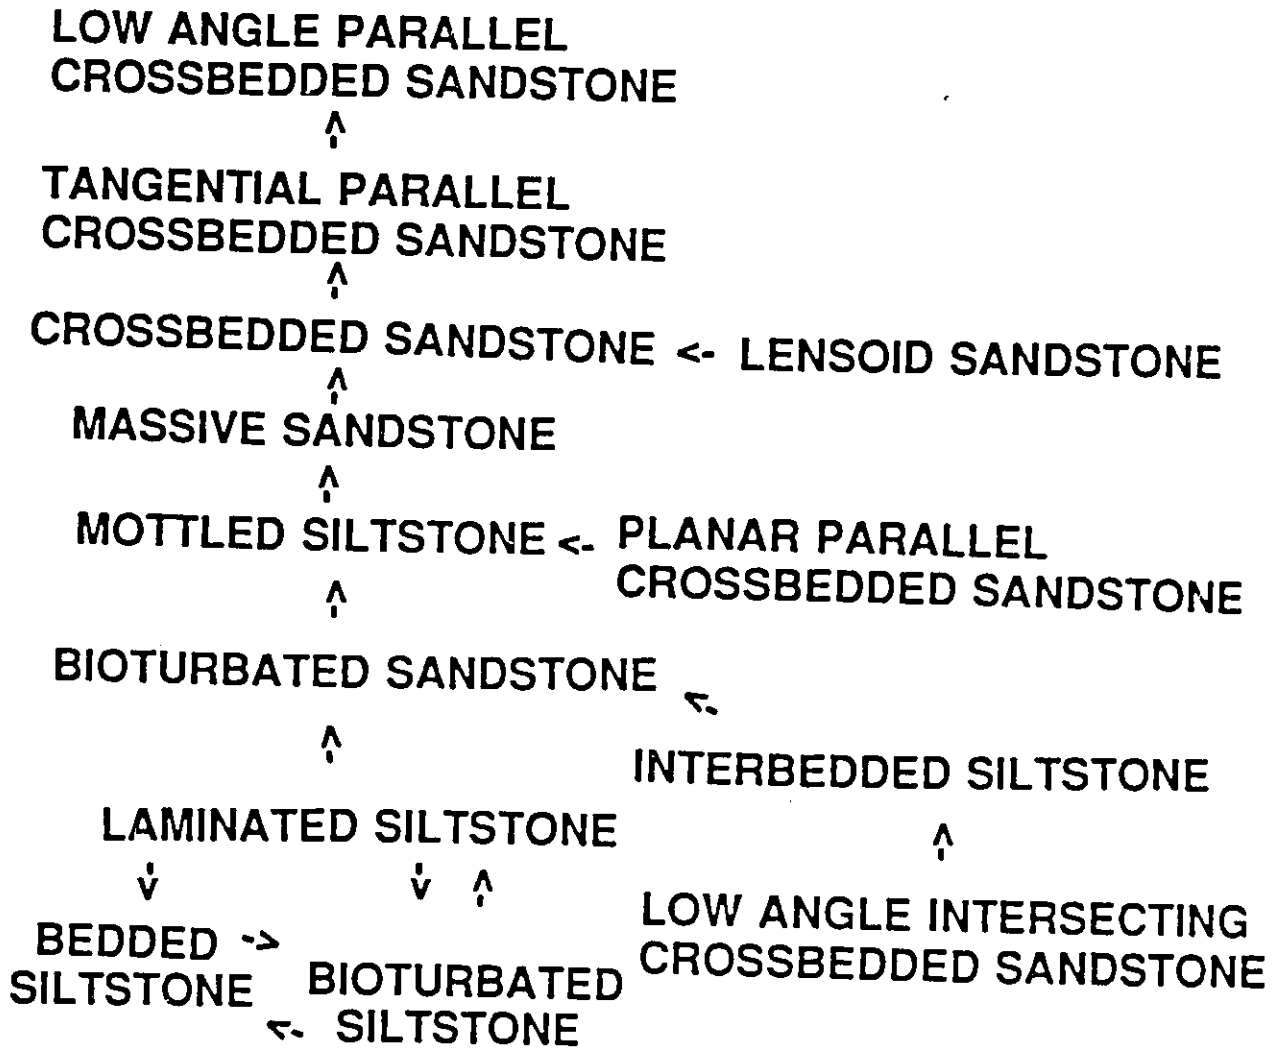 LOW ANGLE PARALLEL
CROSSBEDDED SANDSTONE
^
TANGENTIAL PARALLEL
CROSSBEDDED SANDSTONE
^
CROSSBEDDED SANDSTONE <- LENSOID SANDSTONE
^
MASSIVE SANDSTONE
^
MOTTLED SILTSTONE <- PLANAR PARALLEL
CROSSBEDDED SANDSTONE
^
BIOTURBATED SANDSTONE
<-
^
INTERBEDDED SILTSTONE
LAMINATED SILTSTONE
^
v v ^
LOW ANGLE INTERSECTING
CROSSBEDDED SANDSTONE
BEDDED ->
SILTSTONE
BIOTURBATED
<- SILTSTONE